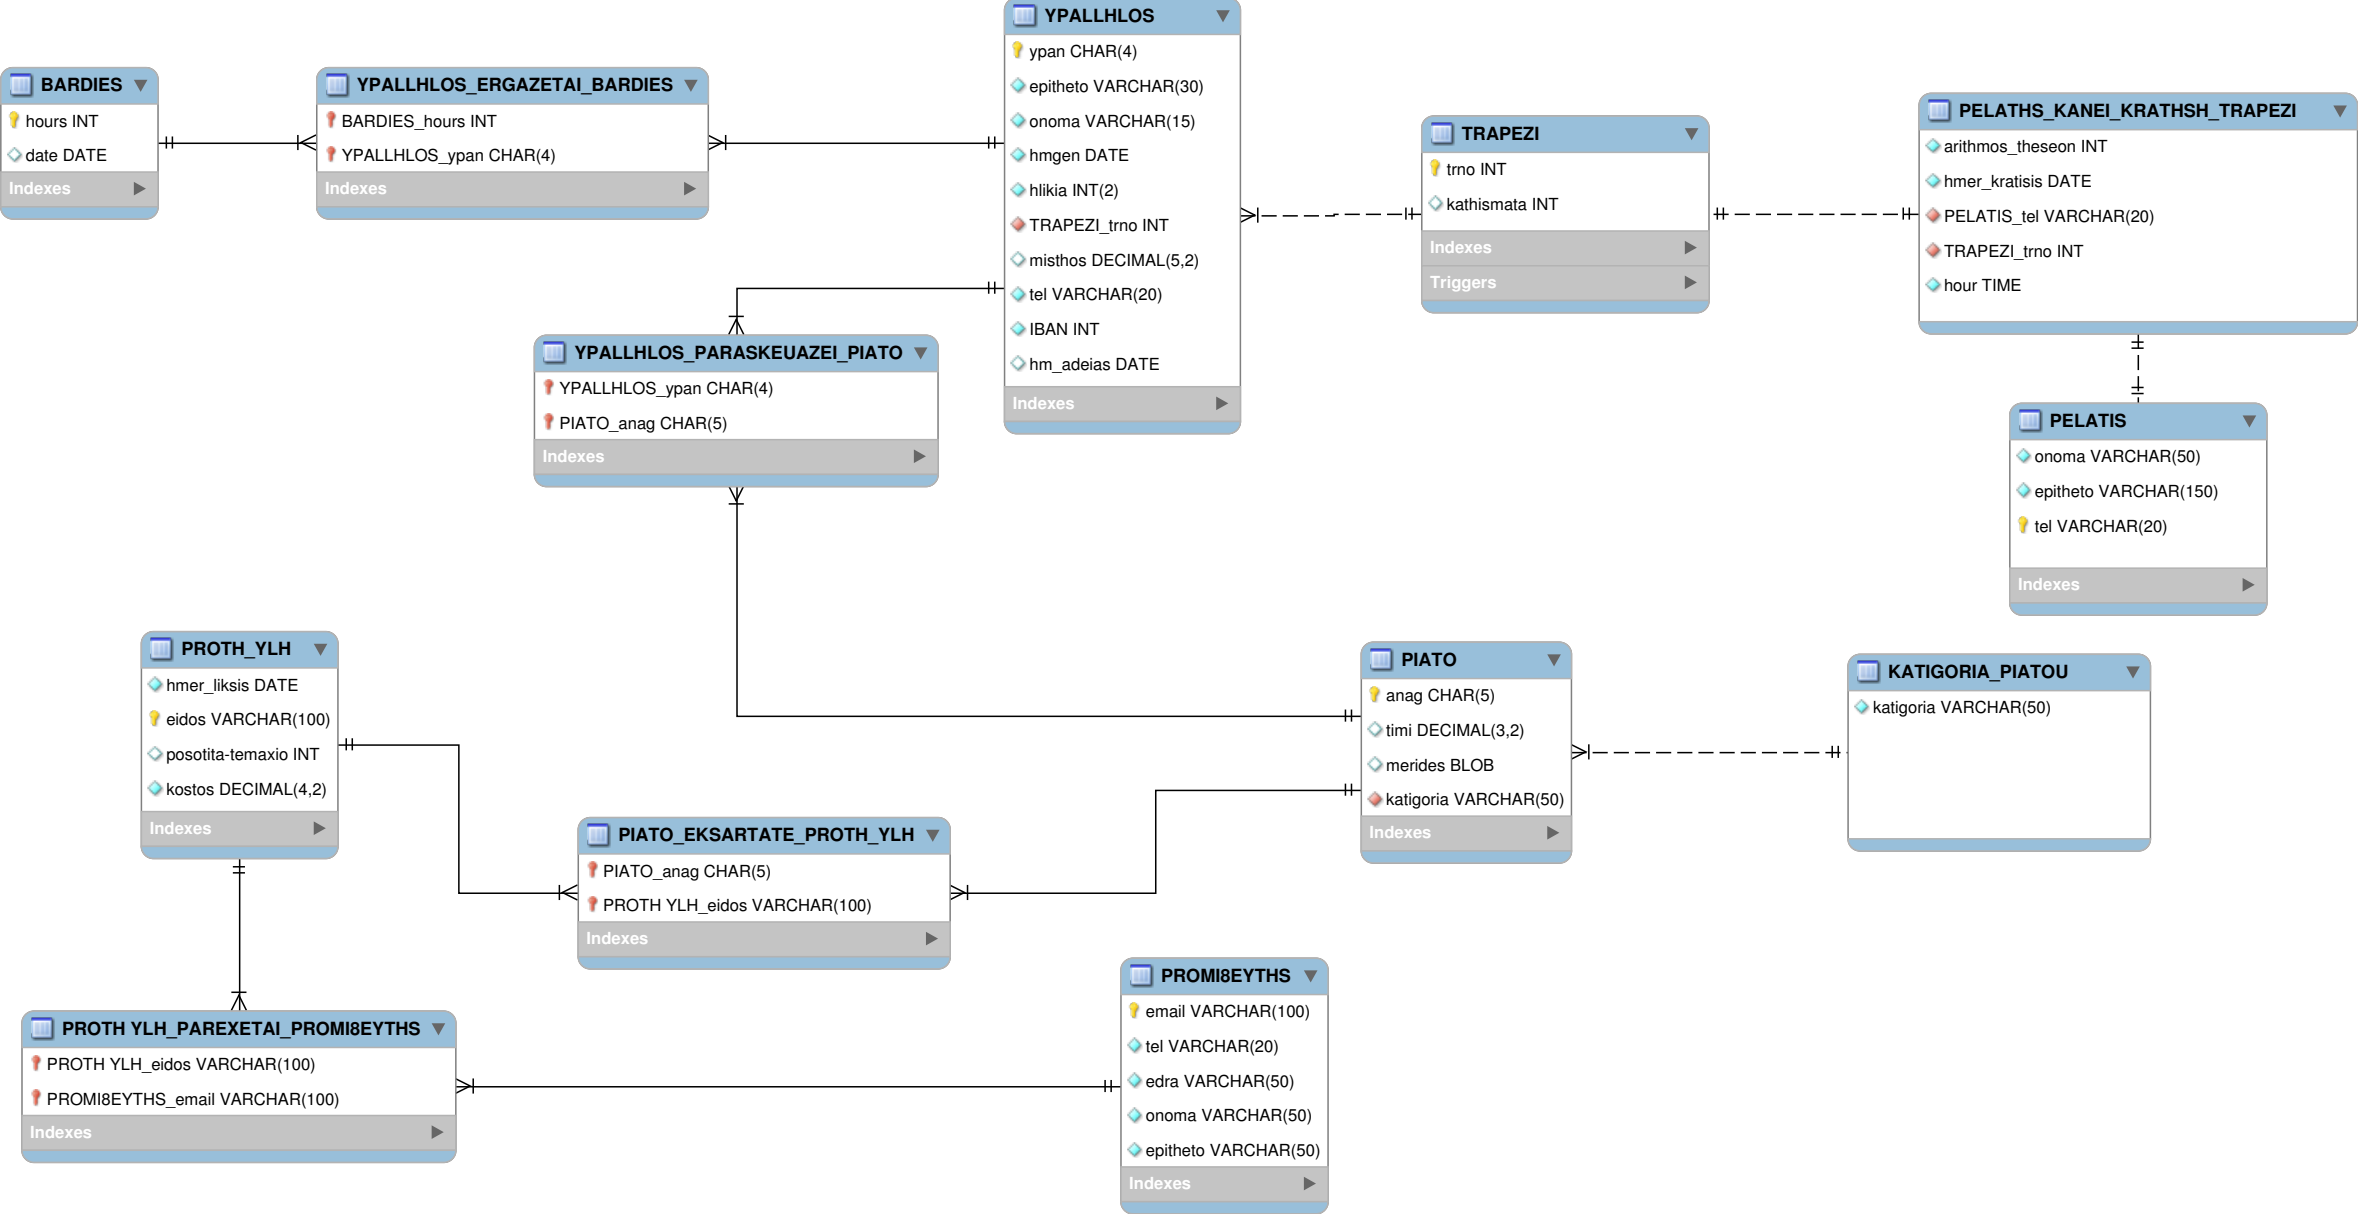 BARDIES
hours INT
date DATE
Indexes
YPALLHLOS_ERGAZETAI_BARDIES
BARDIES_hours INT
YPALLHLOS_ypan CHAR(4)
Indexes
YPALLHLOS
ypan CHAR(4)
epitheto VARCHAR(30)
onoma VARCHAR(15)
hmgen DATE
hlikia INT(2)
TRAPEZI_trno INT
misthos DECIMAL(5,2)
tel VARCHAR(20)
IBAN INT
hm_adeias DATE
Indexes
TRAPEZI
trno INT
kathismata INT
Indexes
Triggers
PELATHS_KANEI_KRATHSH_TRAPEZI
arithmos_theseon INT
hmer_kratisis DATE
PELATIS_tel VARCHAR(20)
TRAPEZI_trno INT
hour TIME
YPALLHLOS_PARASKEUAZEI_PIATO
YPALLHLOS_ypan CHAR(4)
PIATO_anag CHAR(5)
Indexes
PELATIS
onoma VARCHAR(50)
epitheto VARCHAR(150)
tel VARCHAR(20)
Indexes
PROTH_YLH
hmer_liksis DATE
eidos VARCHAR(100)
posotita-temaxio INT
kostos DECIMAL(4,2)
Indexes
PIATO
anag CHAR(5)
timi DECIMAL(3,2)
merides BLOB
katigoria VARCHAR(50)
Indexes
KATIGORIA_PIATOU
katigoria VARCHAR(50)
PIATO_EKSARTATE_PROTH_YLH
PIATO_anag CHAR(5)
PROTH YLH_eidos VARCHAR(100)
Indexes
PROTH YLH_PAREXETAI_PROMI8EYTHS
PROTH YLH_eidos VARCHAR(100)
PROMI8EYTHS_email VARCHAR(100)
Indexes
PROMI8EYTHS
email VARCHAR(100)
tel VARCHAR(20)
edra VARCHAR(50)
onoma VARCHAR(50)
epitheto VARCHAR(50)
Indexes